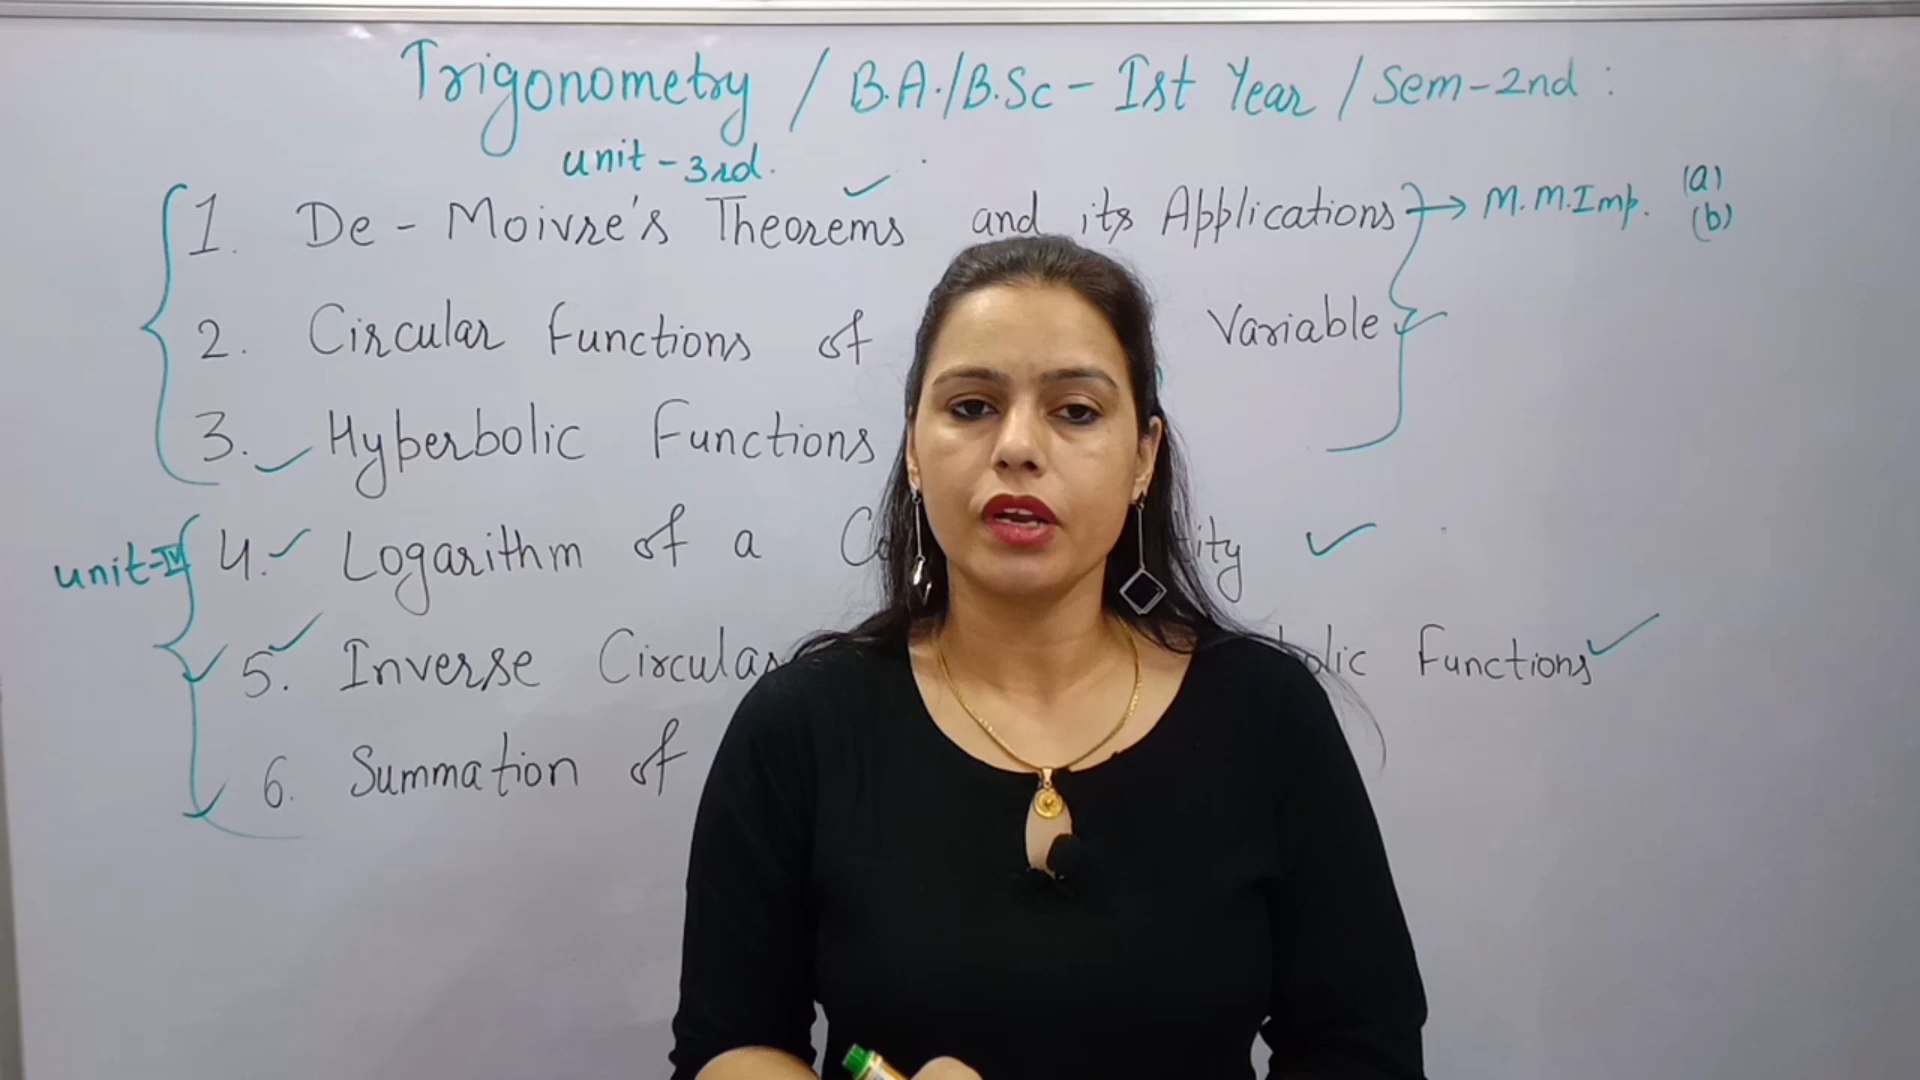 Trigonometry / B.A./B.Sc - Ist Year / Sem-2nd :
unit - 3rd.
1. De - Moivre's Theorems and its Applications → M.M.Imp. (a)
(b)
2. Circular Functions of Variable
3. Hyberbolic Functions
unit-IV 4. Logarithm of a
5. Inverse Circular Functions
6. Summation of